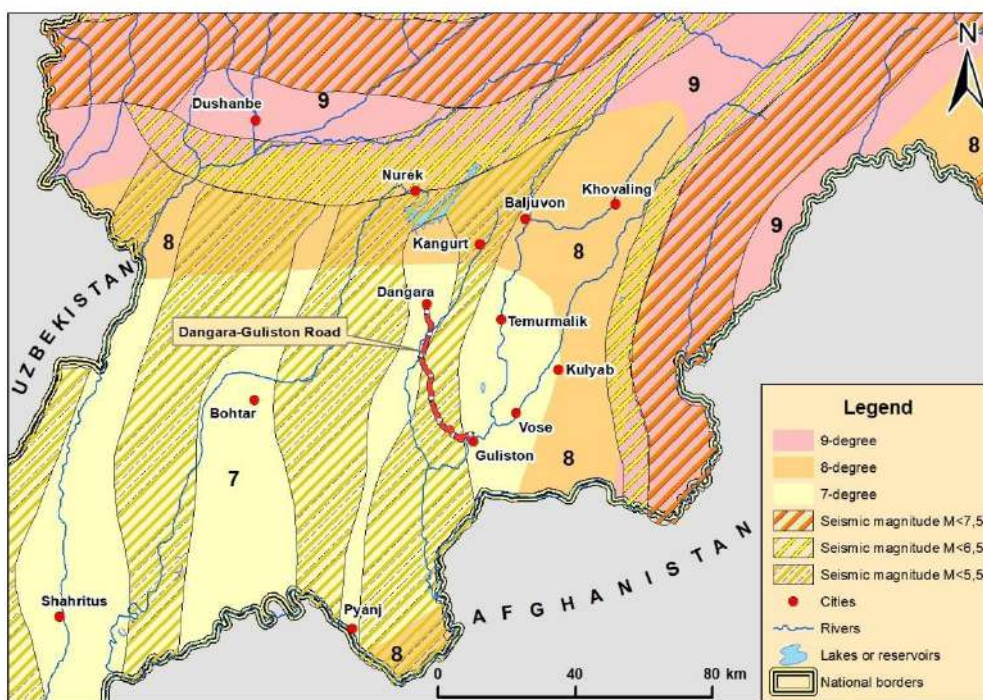 N
9
Dushanbe
9
8
Nurek
Khovaling
Baljuvon
9
8
Kangurt
8
UZBEKISTAN
Dangara
Temurmalik
Dangara-Guliston Road
Kulyab
Bohtar
Vose
Guliston
8
7
AFGHANISTAN
Shahritus
Pyanj
8
0 40 80 km
Legend
9-degree
8-degree
7-degree
Seismic magnitude M<7,5
Seismic magnitude M<6,5
Seismic magnitude M<5,5
Cities
Rivers
Lakes or reservoirs
National borders